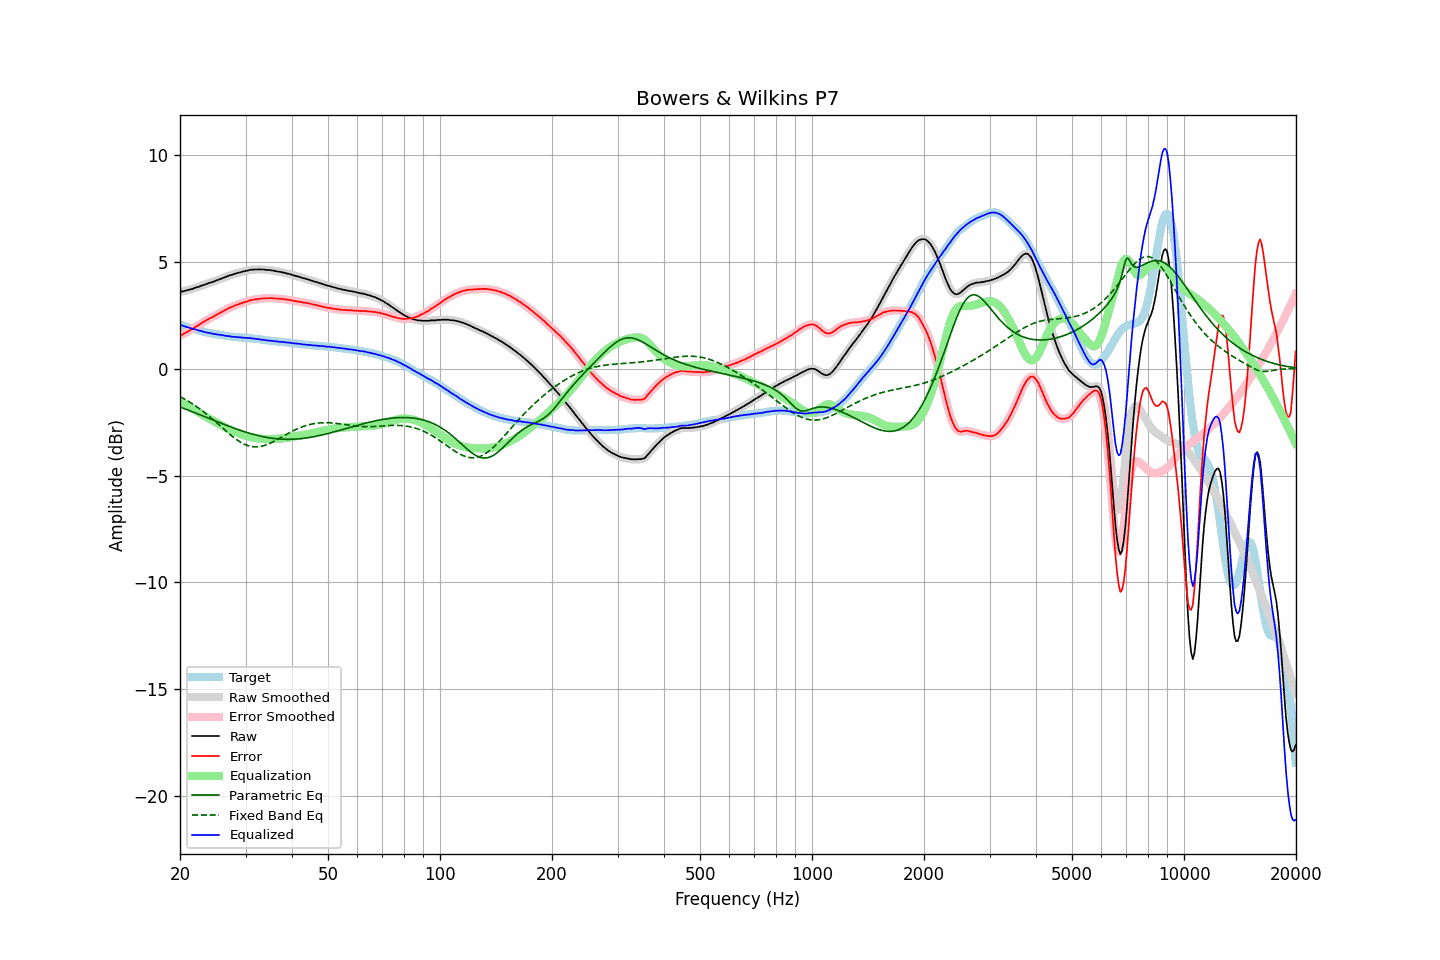 Bowers & Wilkins P7
Amplitude (dBr)
10
5
0
−5
−10
−15
−20
Target
Raw Smoothed
Error Smoothed
Raw
Error
Equalization
Parametric Eq
Fixed Band Eq
Equalized
20 50 100 200 500 1000 2000 5000 10000 20000
Frequency (Hz)